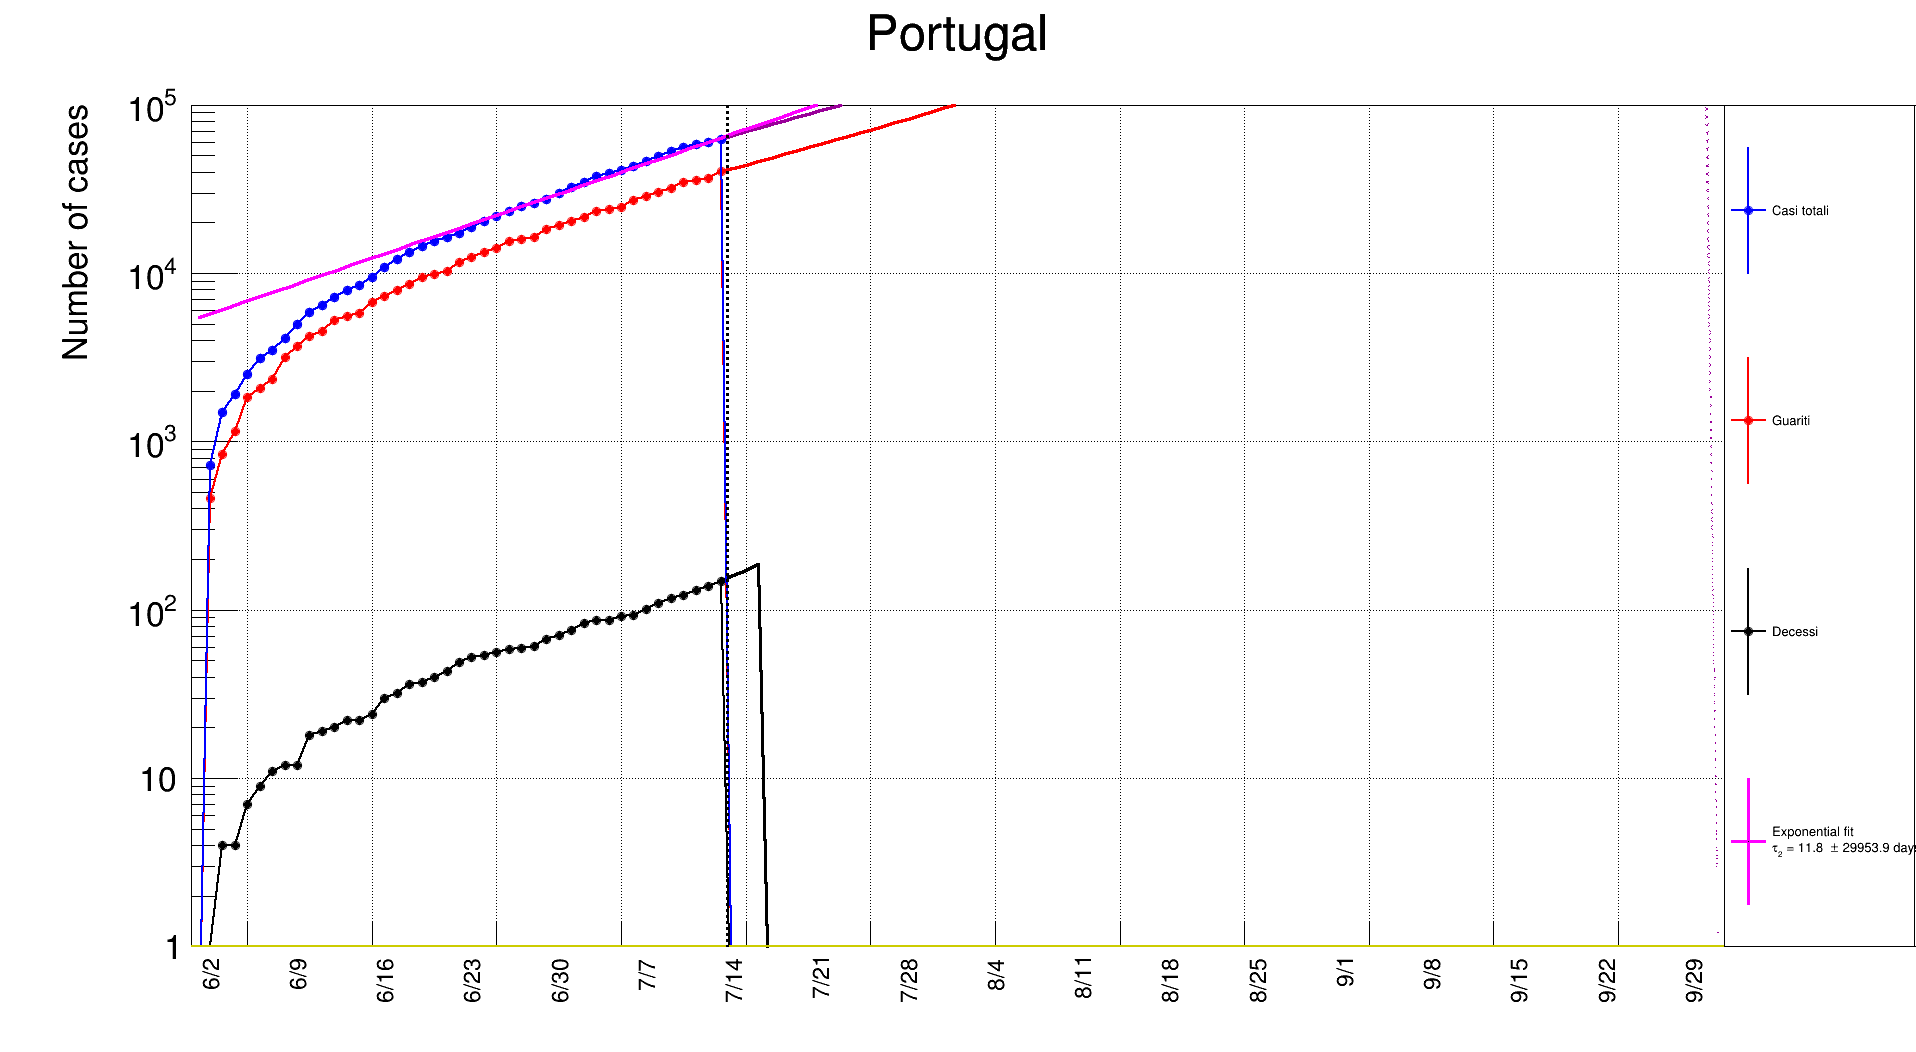 Portugal
Number of cases
10^5
10^4
10^3
10^2
10
1
6/2 6/9 6/16 6/23 6/30 7/7 7/14 7/21 7/28 8/4 8/11 8/18 8/25 9/1 9/8 9/15 9/22 9/29
Casi totali
Guariti
Decessi
Exponential fit
τ_2 = 11.8 ± 29953.9 days